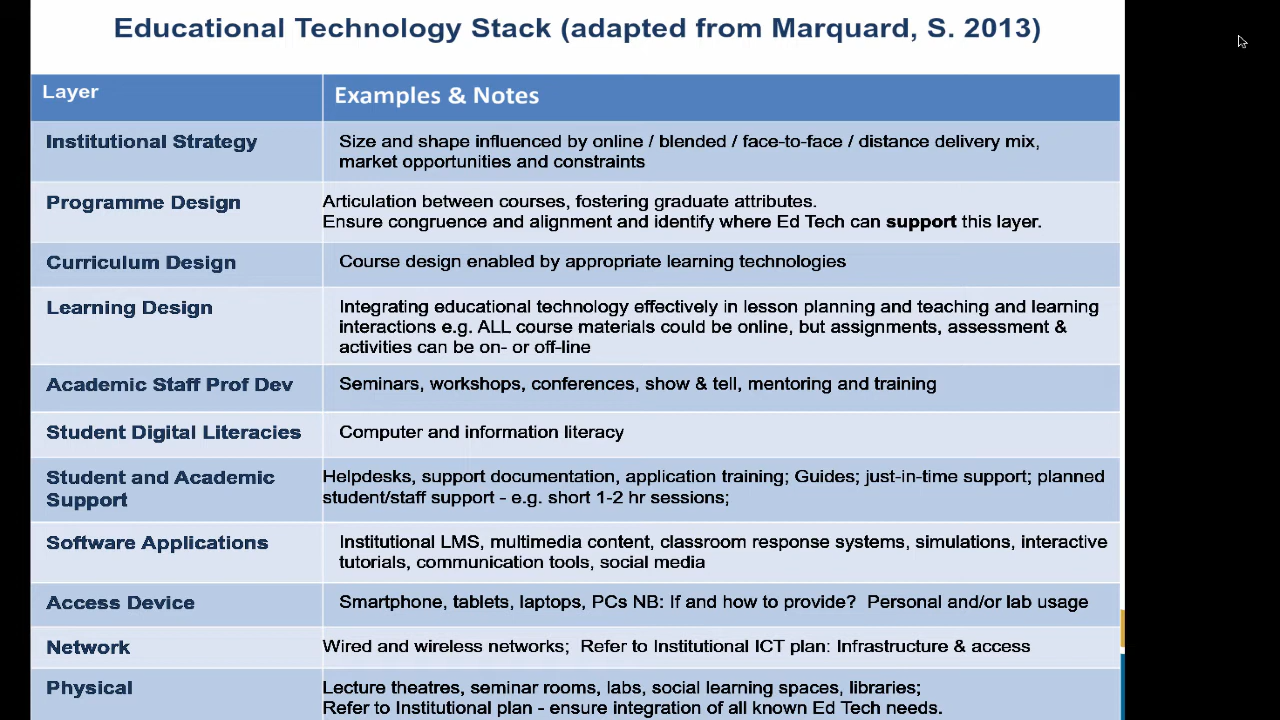 Educational Technology Stack (adapted from Marquard, S. 2013)
Layer
Examples & Notes
Institutional Strategy
Size and shape influenced by online / blended / face-to-face / distance delivery mix,
market opportunities and constraints
Programme Design
Articulation between courses, fostering graduate attributes.
Ensure congruence and alignment and identify where Ed Tech can support this layer.
Curriculum Design
Course design enabled by appropriate learning technologies
Learning Design
Integrating educational technology effectively in lesson planning and teaching and learning
interactions e.g. ALL course materials could be online, but assignments, assessment &
activities can be on- or off-line
Academic Staff Prof Dev
Seminars, workshops, conferences, show & tell, mentoring and training
Student Digital Literacies
Computer and information literacy
Student and Academic
Support
Helpdesks, support documentation, application training; Guides; just-in-time support; planned
student/staff support - e.g. short 1-2 hr sessions;
Software Applications
Institutional LMS, multimedia content, classroom response systems, simulations, interactive
tutorials, communication tools, social media
Access Device
Smartphone, tablets, laptops, PCs NB: If and how to provide?  Personal and/or lab usage
Network
Wired and wireless networks;  Refer to Institutional ICT plan: Infrastructure & access
Physical
Lecture theatres, seminar rooms, labs, social learning spaces, libraries;
Refer to Institutional plan - ensure integration of all known Ed Tech needs.